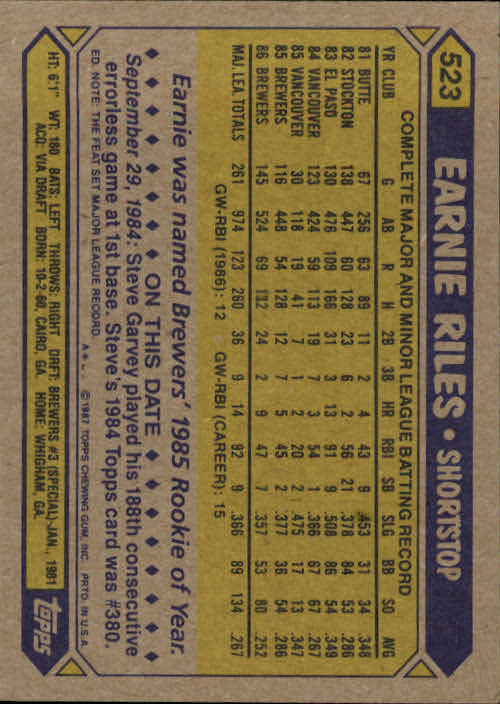 523 EARNIE RILES • SHORTSTOP
COMPLETE MAJOR AND MINOR LEAGUE BATTING RECORD
YR CLUB G AB R H 2B 3B HR RBI SB SLG BB SO AVG
81 BUTTE 67 256 63 89 11 2 4 43 9 .453 31 34 .348
82 STOCKTON 138 447 60 128 23 6 2 56 21 .378 84 53 .286
83 EL PASO 130 476 109 166 31 3 13 91 9 .508 86 54 .349
84 VANCOUVER 123 424 59 113 19 7 3 54 1 .366 67 67 .267
85 VANCOUVER 30 118 19 41 7 1 2 20 2 .475 17 13 .347
85 BREWERS 116 448 54 128 12 7 5 45 2 .377 36 54 .286
86 BREWERS 145 524 69 132 24 2 9 47 7 .357 53 80 .252
MAJ. LEA. TOTALS 261 974 123 260 36 9 14 92 9 .366 89 134 .267
GW-RBI (1986): 12 GW-RBI (CAREER): 15
Earnie was named Brewers' 1985 Rookie of Year.
◆ ◆ ◆ ◆ ◆ ◆ ON THIS DATE ◆ ◆ ◆ ◆ ◆ ◆
September 29, 1984: Steve Garvey played his 188th consecutive
errorless game at 1st base. Steve's 1984 Topps card was #380.
ED. NOTE: THE FEAT SET MAJOR LEAGUE RECORD. © 1987 TOPPS CHEWING GUM, INC. PRTD. IN U.S.A.
HT: 6'1" WT: 180 BATS: LEFT THROWS: RIGHT DRFT: BREWERS #3 (SPECIAL)-JAN., 1981
ACQ: VIA DRAFT BORN: 10-2-60, CAIRO, GA. HOME: WHIGHAM, GA.
TOPPS